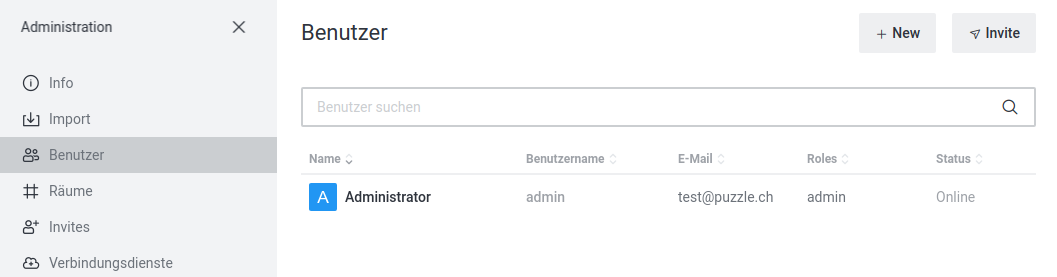 Administration
Info
Import
Benutzer
Räume
Invites
Verbindungsdienste
Benutzer
+ New
Invite
Benutzer suchen
Name Benutzername E-Mail Roles Status
A Administrator admin test@puzzle.ch admin Online